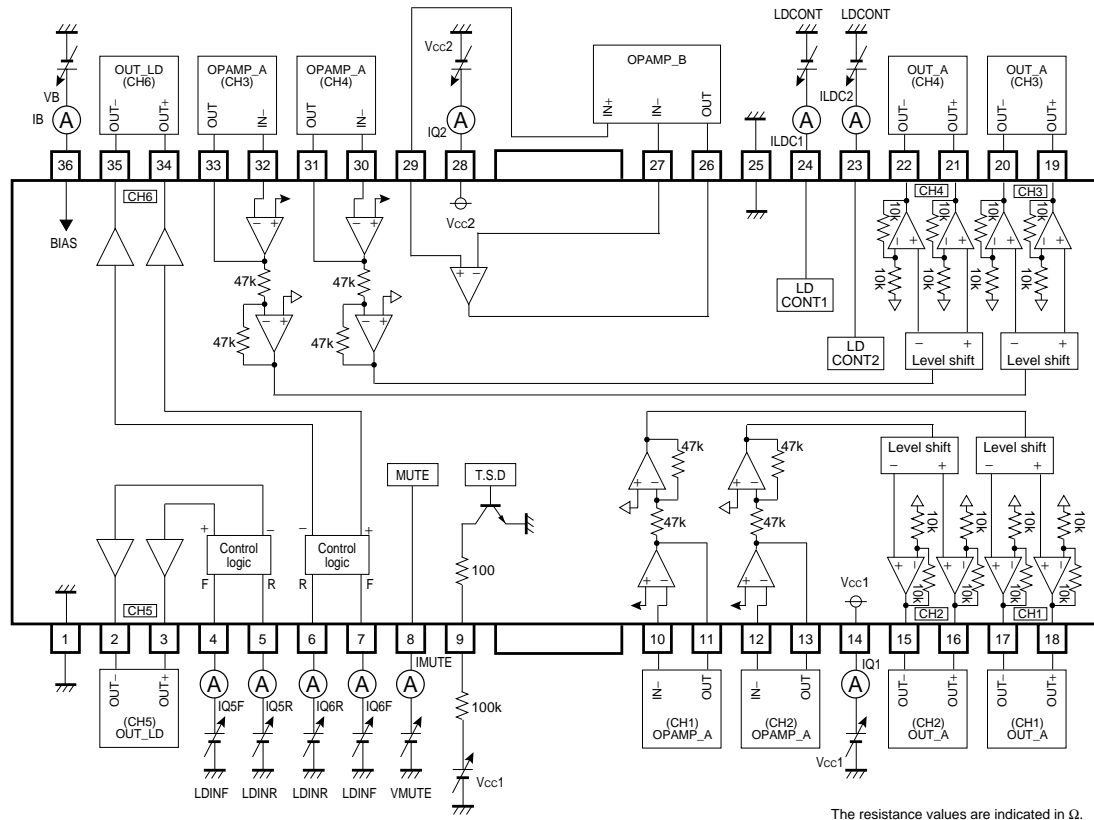 LDCONT LDCONT
Vcc2
OUT_LD
(CH6)
OPAMP_A
(CH3)
OPAMP_A
(CH4)
OPAMP_B
OUT_A
(CH4)
OUT_A
(CH3)
VB
IB
A
OUT−
OUT+
OUT
IN−
OUT
IN−
A
IQ2
IN+
IN−
OUT
A
ILDC1
A
ILDC2
OUT−
OUT+
OUT−
OUT+
36 35 34 33 32 31 30 29 28 27 26 25 24 23 22 21 20 19
BIAS
CH6
− +
− +
Vcc2
CH4
CH3
10k 10k 10k 10k
− + + − − + + −
10k 10k 10k 10k
47k
47k
+ −
LD
CONT1
− +
47k
− +
47k
LD
CONT2
− +
Level shift
− +
Level shift
47k
47k
Level shift
− +
Level shift
− +
MUTE
T.S.D
+ −
+ −
47k
47k
10k 10k 10k 10k
+ −
Control
logic
F R
− +
Control
logic
R F
100
+ −
+ −
Vcc1
+ − − + + − − +
10k 10k 10k 10k
CH5
CH2
CH1
1 2 3 4 5 6 7 8 9 10 11 12 13 14 15 16 17 18
OUT−
OUT+
(CH5)
OUT_LD
A
IQ5F
A
IQ5R
A
IQ6R
A
IQ6F
A
IMUTE
100k
IN−
OUT
(CH1)
OPAMP_A
IN−
OUT
(CH2)
OPAMP_A
IQ1
A
OUT−
OUT+
(CH2)
OUT_A
OUT−
OUT+
(CH1)
OUT_A
Vcc1
Vcc1
LDINF LDINR LDINR LDINF VMUTE
The resistance values are indicated in Ω.